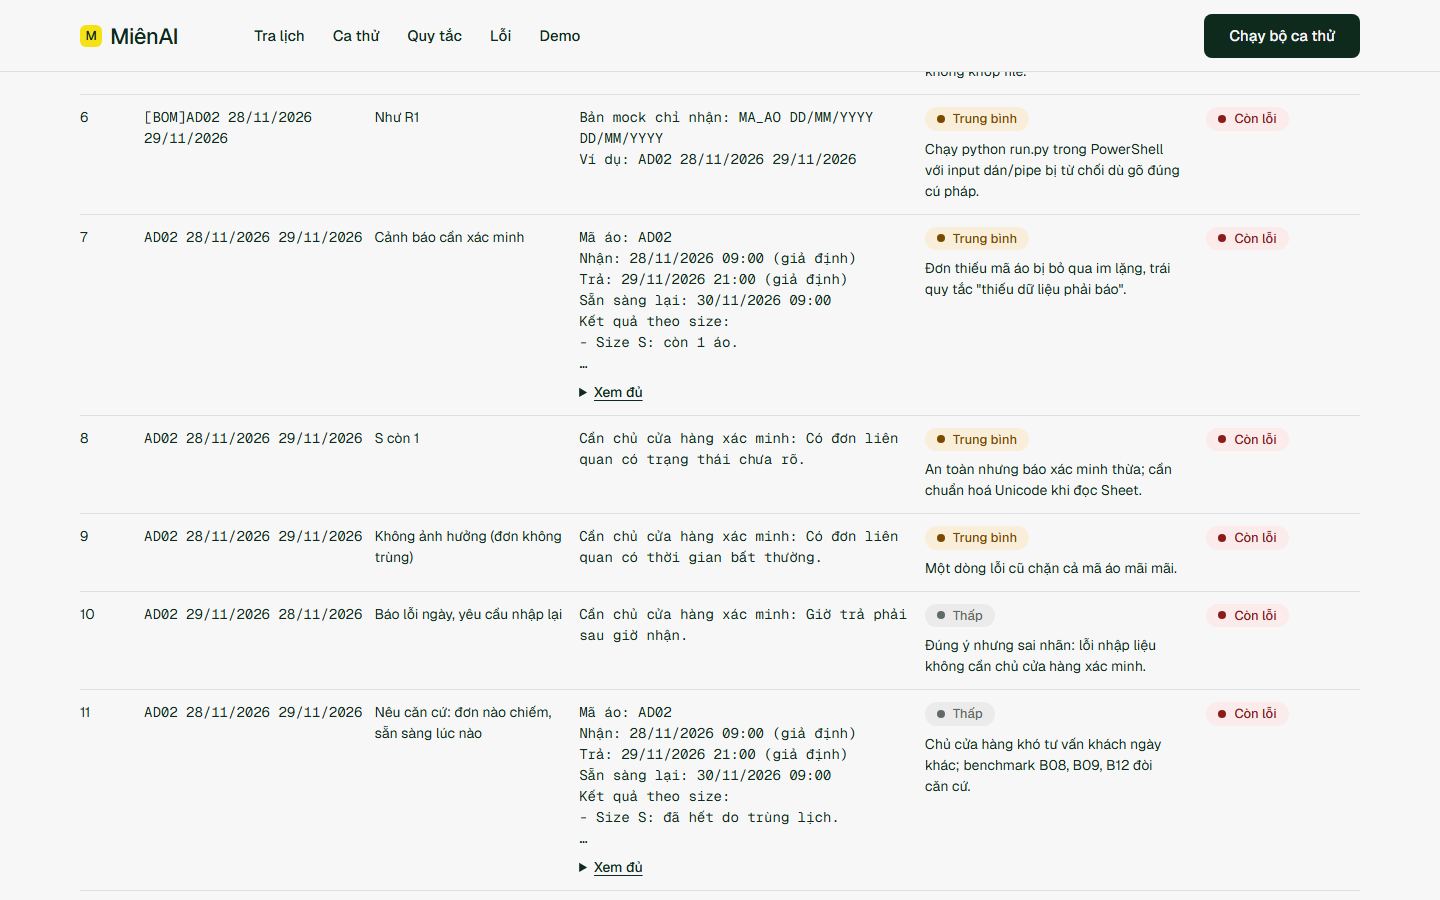 M MiênAI
Tra lịch
Ca thử
Quy tắc
Lỗi
Demo
Chạy bộ ca thử
không khớp file.
6
[BOM]AD02 28/11/2026
29/11/2026
Như R1
Bản mock chỉ nhận: MA_AO DD/MM/YYYY
DD/MM/YYYY
Ví dụ: AD02 28/11/2026 29/11/2026
Trung bình
Chạy python run.py trong PowerShell
với input dán/pipe bị từ chối dù gõ đúng
cú pháp.
Còn lỗi
7
AD02 28/11/2026 29/11/2026
Cảnh báo cần xác minh
Mã áo: AD02
Nhận: 28/11/2026 09:00 (giả định)
Trả: 29/11/2026 21:00 (giả định)
Sẵn sàng lại: 30/11/2026 09:00
Kết quả theo size:
- Size S: còn 1 áo.
…
Xem đủ
Trung bình
Đơn thiếu mã áo bị bỏ qua im lặng, trái
quy tắc "thiếu dữ liệu phải báo".
Còn lỗi
8
AD02 28/11/2026 29/11/2026
S còn 1
Cần chủ cửa hàng xác minh: Có đơn liên
quan có trạng thái chưa rõ.
Trung bình
An toàn nhưng báo xác minh thừa; cần
chuẩn hoá Unicode khi đọc Sheet.
Còn lỗi
9
AD02 28/11/2026 29/11/2026
Không ảnh hưởng (đơn không
trùng)
Cần chủ cửa hàng xác minh: Có đơn liên
quan có thời gian bất thường.
Trung bình
Một dòng lỗi cũ chặn cả mã áo mãi mãi.
Còn lỗi
10
AD02 29/11/2026 28/11/2026
Báo lỗi ngày, yêu cầu nhập lại
Cần chủ cửa hàng xác minh: Giờ trả phải
sau giờ nhận.
Thấp
Đúng ý nhưng sai nhãn: lỗi nhập liệu
không cần chủ cửa hàng xác minh.
Còn lỗi
11
AD02 28/11/2026 29/11/2026
Nêu căn cứ: đơn nào chiếm,
sẵn sàng lúc nào
Mã áo: AD02
Nhận: 28/11/2026 09:00 (giả định)
Trả: 29/11/2026 21:00 (giả định)
Sẵn sàng lại: 30/11/2026 09:00
Kết quả theo size:
- Size S: đã hết do trùng lịch.
…
Xem đủ
Thấp
Chủ cửa hàng khó tư vấn khách ngày
khác; benchmark B08, B09, B12 đòi
căn cứ.
Còn lỗi